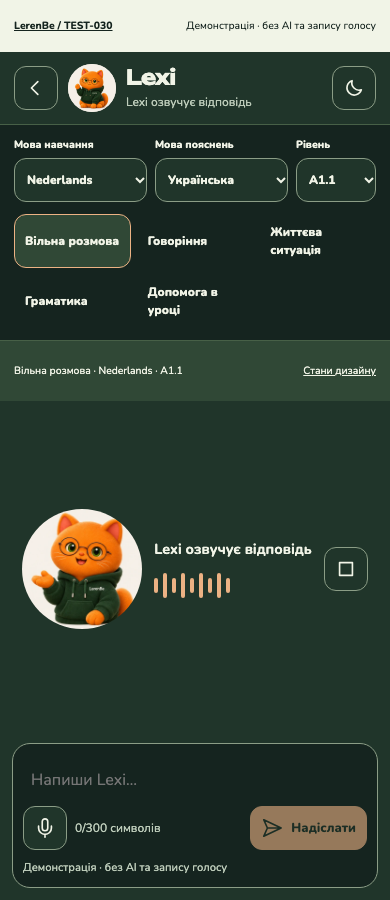 LerenBe / TEST-030
Демонстрація · без AI та запису голосу
Lexi
Lexi озвучує відповідь
Мова навчання
Мова пояснень
Рівень
Nederlands
Українська
A1.1
Вільна розмова
Говоріння
Життєва
ситуація
Граматика
Допомога в
уроці
Вільна розмова · Nederlands · A1.1
Стани дизайну
LerenBe
Lexi озвучує відповідь
Напиши Lexi...
0/300 символів
Надіслати
Демонстрація · без AI та запису голосу